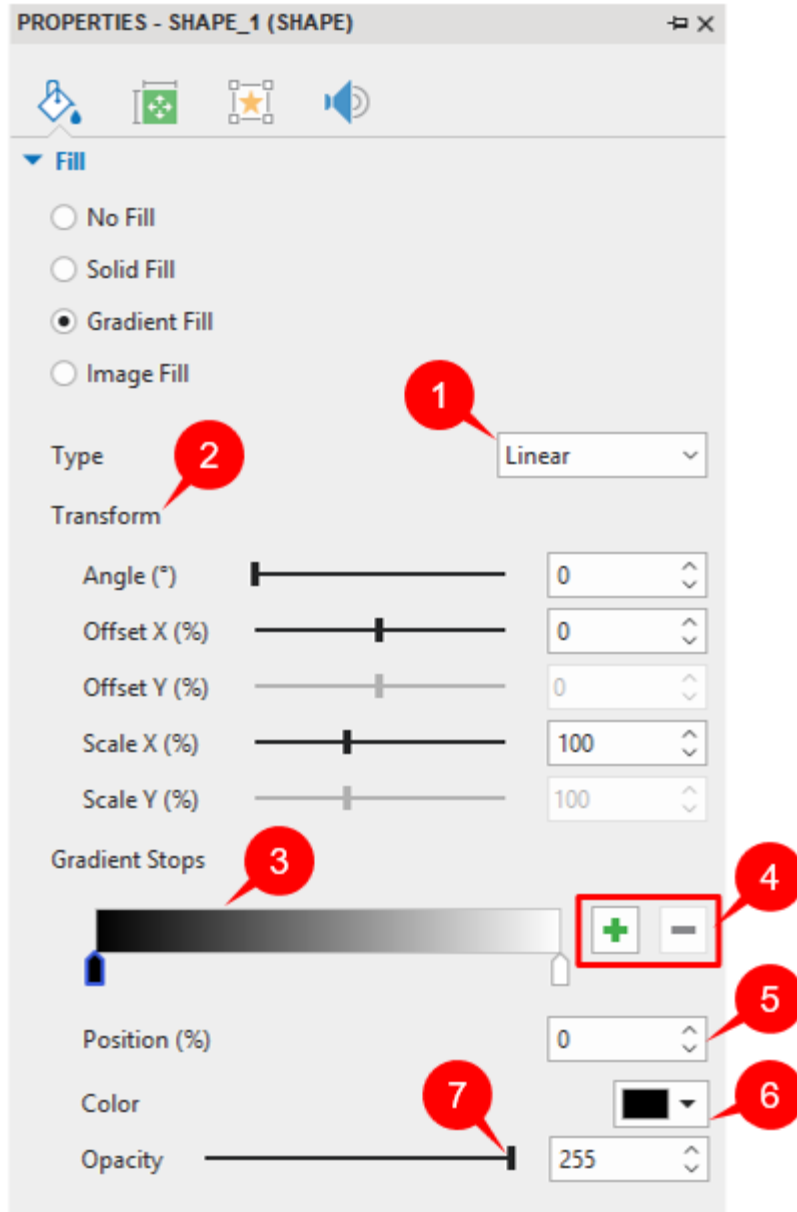 PROPERTIES - SHAPE_1 (SHAPE)
Fill
No Fill
Solid Fill
Gradient Fill
Image Fill
1
Type 2 Linear
Transform
Angle (°) 0
Offset X (%) 0
Offset Y (%) 0
Scale X (%) 100
Scale Y (%) 100
Gradient Stops 3
4
5
Position (%) 0
Color 7 6
Opacity 255